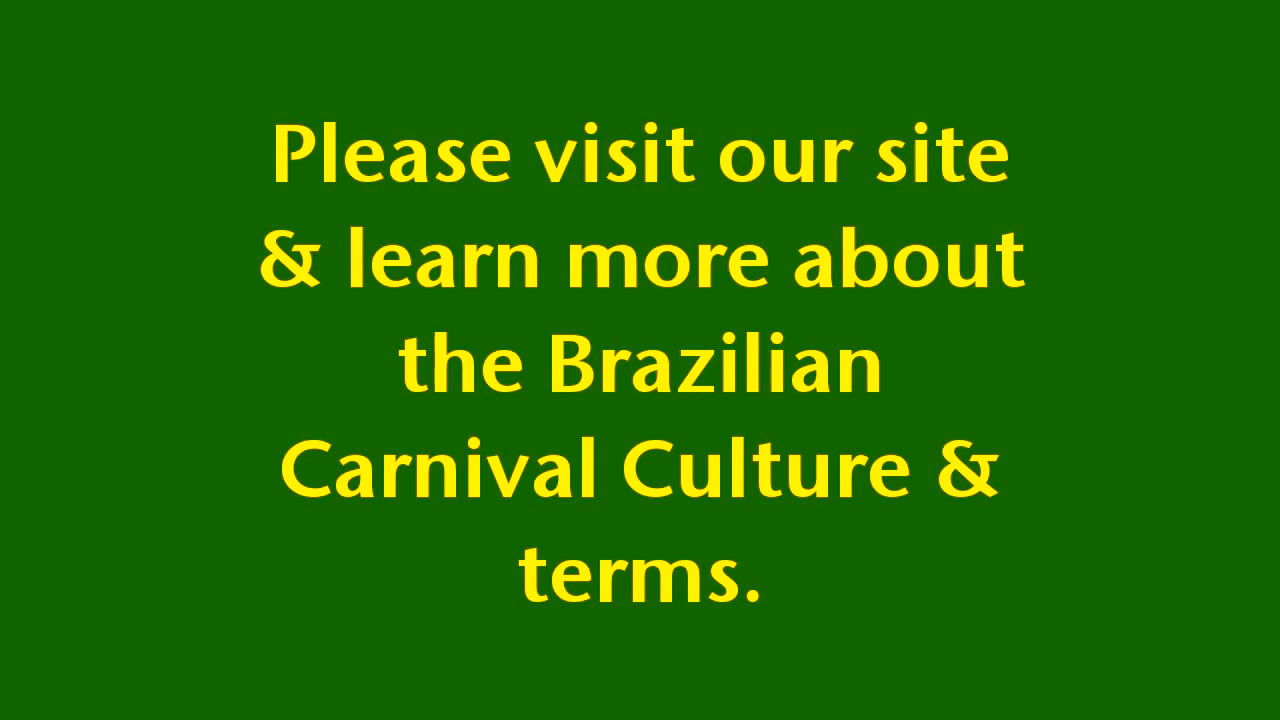 Please visit our site
& learn more about
the Brazilian
Carnival Culture &
terms.